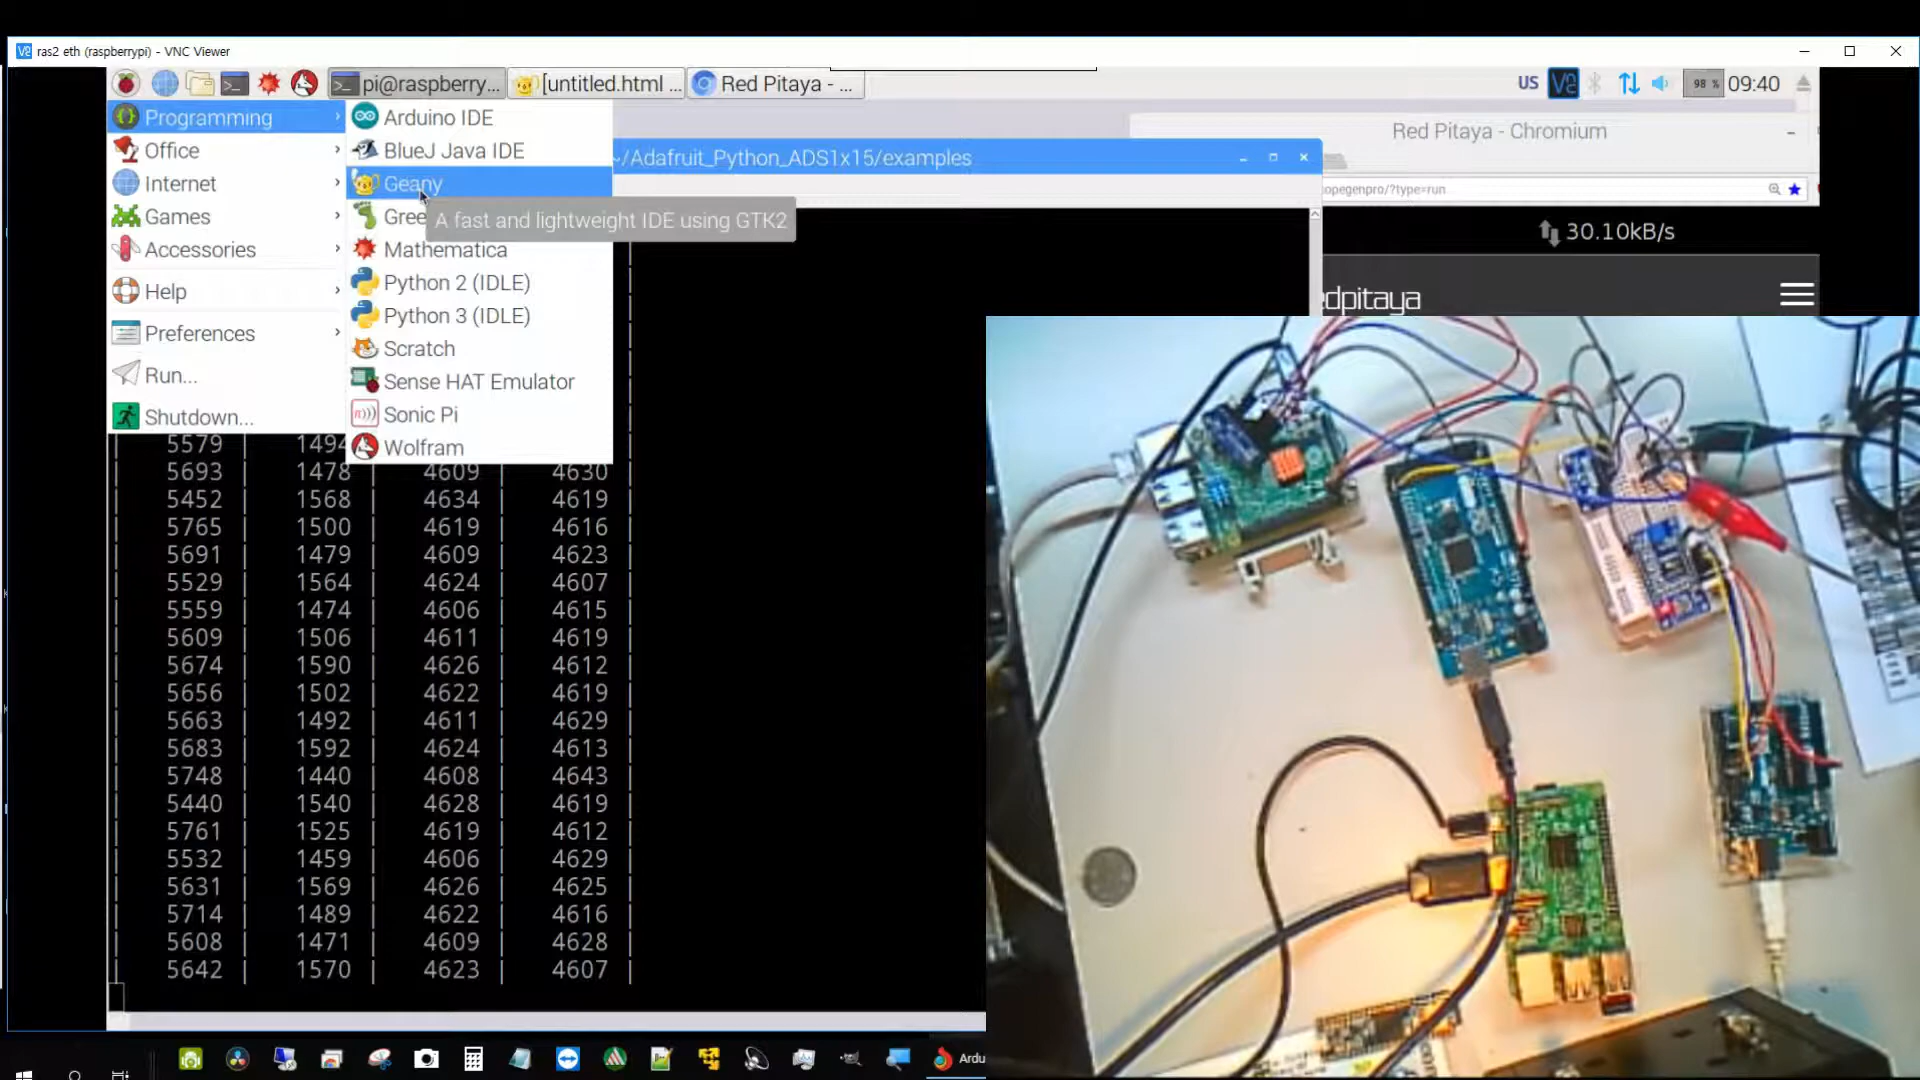 ras2 eth (raspberrypi) - VNC Viewer
pi@raspberry...
[untitled.html ...
Red Pitaya - ...
US
98 %
09:40
Programming
Office
Internet
Games
Accessories
Help
Preferences
Run...
Shutdown...
Arduino IDE
BlueJ Java IDE
Geany
Gree
A fast and lightweight IDE using GTK2
Mathematica
Python 2 (IDLE)
Python 3 (IDLE)
Scratch
Sense HAT Emulator
Sonic Pi
Wolfram
~/Adafruit_Python_ADS1x15/examples
Red Pitaya - Chromium
opegenpro/?type=run
30.10kB/s
edpitaya
| 5579 | 1494
| 5693 | 1478 | 4609 | 4630 |
| 5452 | 1568 | 4634 | 4619 |
| 5765 | 1500 | 4619 | 4616 |
| 5691 | 1479 | 4609 | 4623 |
| 5529 | 1564 | 4624 | 4607 |
| 5559 | 1474 | 4606 | 4615 |
| 5609 | 1506 | 4611 | 4619 |
| 5674 | 1590 | 4626 | 4612 |
| 5656 | 1502 | 4622 | 4619 |
| 5663 | 1492 | 4611 | 4629 |
| 5683 | 1592 | 4624 | 4613 |
| 5748 | 1440 | 4608 | 4643 |
| 5440 | 1540 | 4628 | 4619 |
| 5761 | 1525 | 4619 | 4612 |
| 5532 | 1459 | 4606 | 4629 |
| 5631 | 1569 | 4626 | 4625 |
| 5714 | 1489 | 4622 | 4616 |
| 5608 | 1471 | 4609 | 4628 |
| 5642 | 1570 | 4623 | 4607 |
Ardu